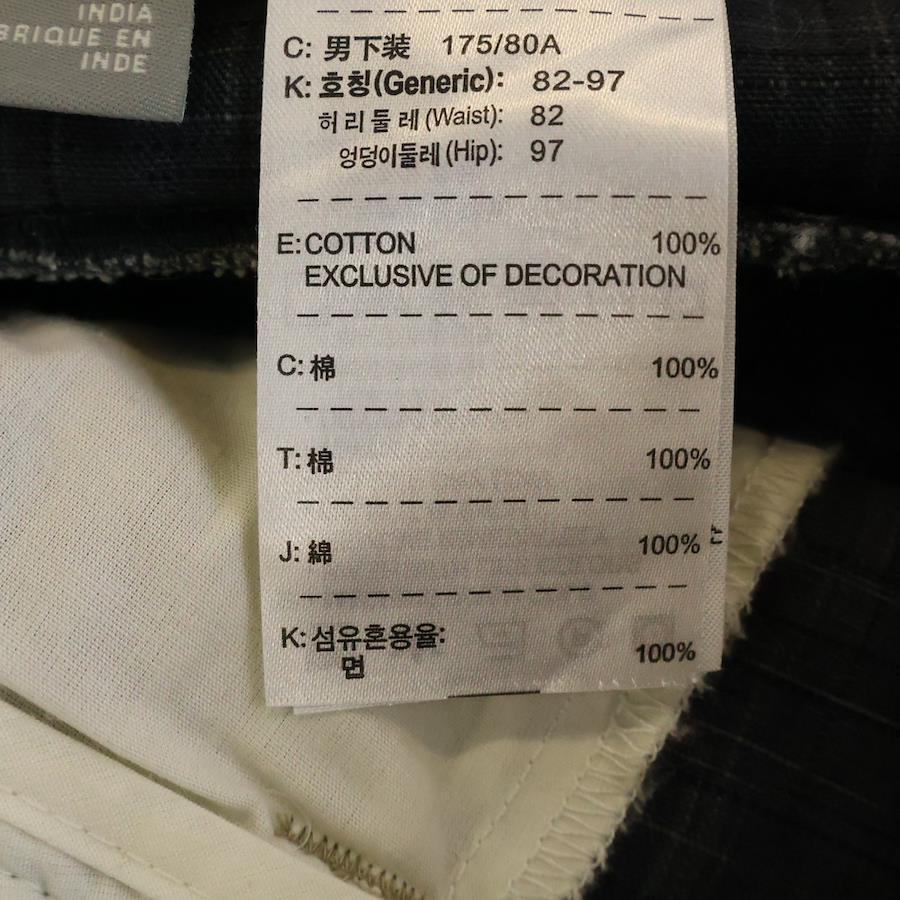 INDIA
BRIQUE EN
INDE
C: 男下装 175/80A
K: 호칭(Generic): 82-97
허리둘레(Waist): 82
엉덩이둘레(Hip): 97
E: COTTON 100%
EXCLUSIVE OF DECORATION
C: 棉 100%
T: 棉 100%
J: 綿 100%
K: 섬유혼용율:
면 100%